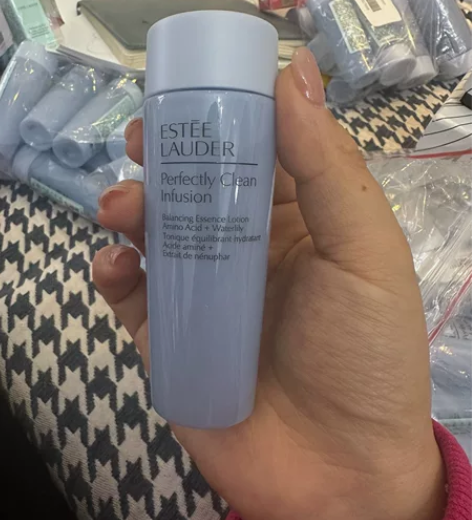 ESTĒE
LAUDER
Perfectly Clean
Infusion
Balancing Essence Lotion
Amino Acid + Waterlily
Tonique équilibrant hydratant
Acide aminé +
Extrait de nénuphar